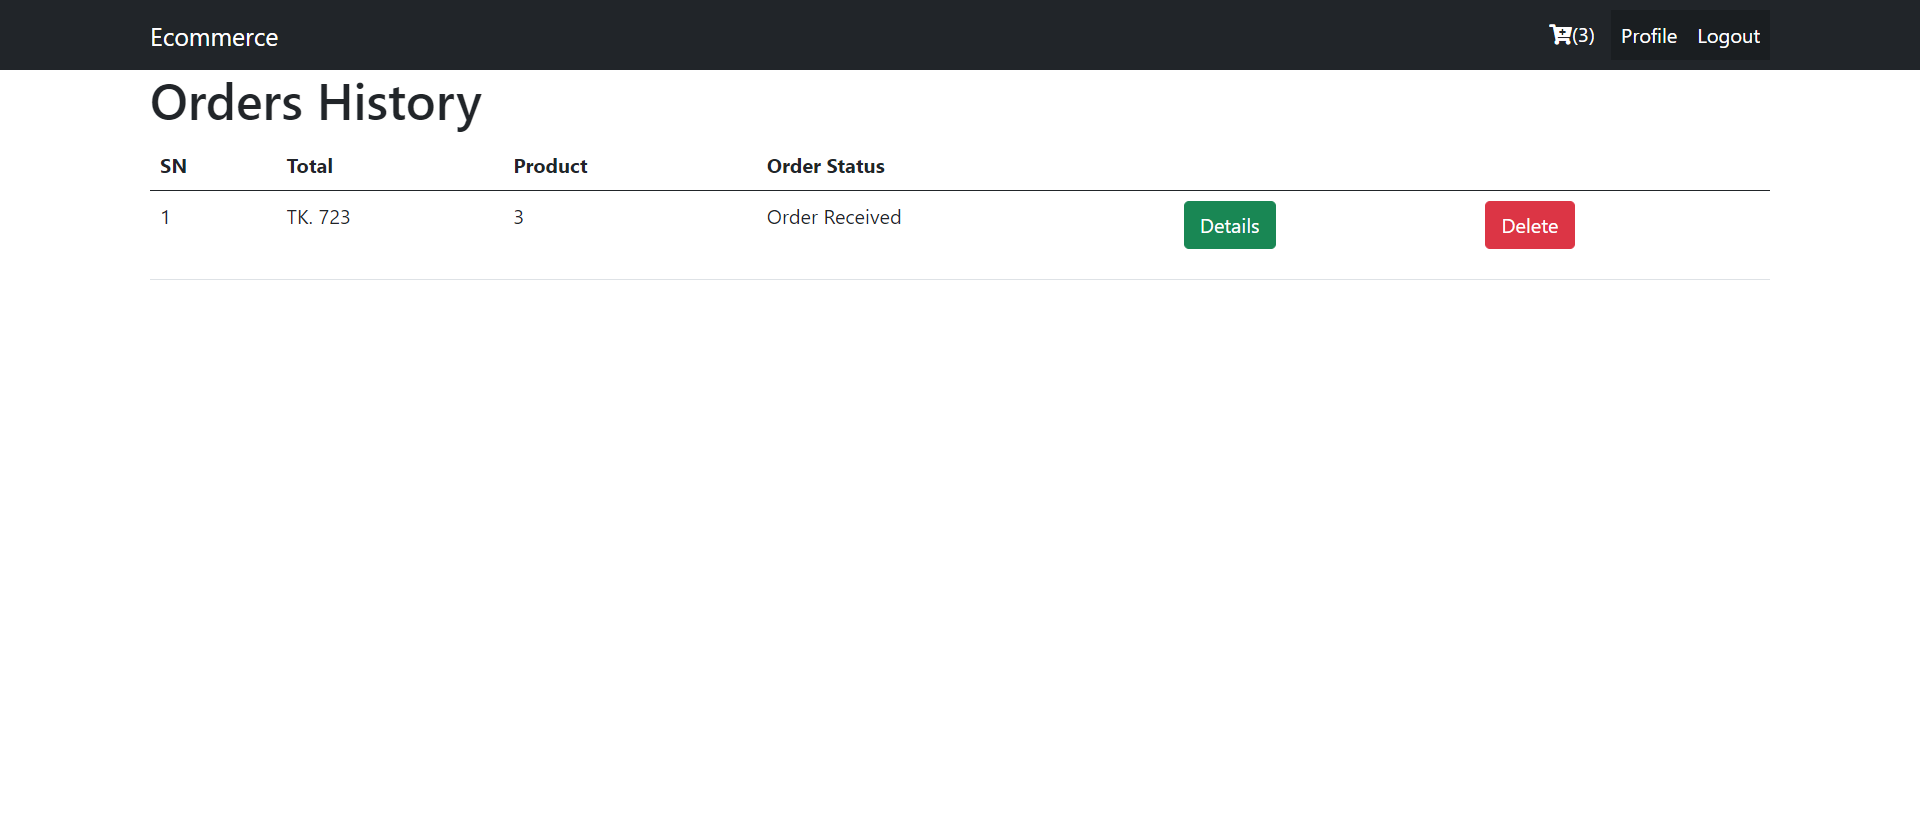 Ecommerce (3) Profile Logout
Orders History
SN Total Product Order Status
1 TK. 723 3 Order Received Details Delete